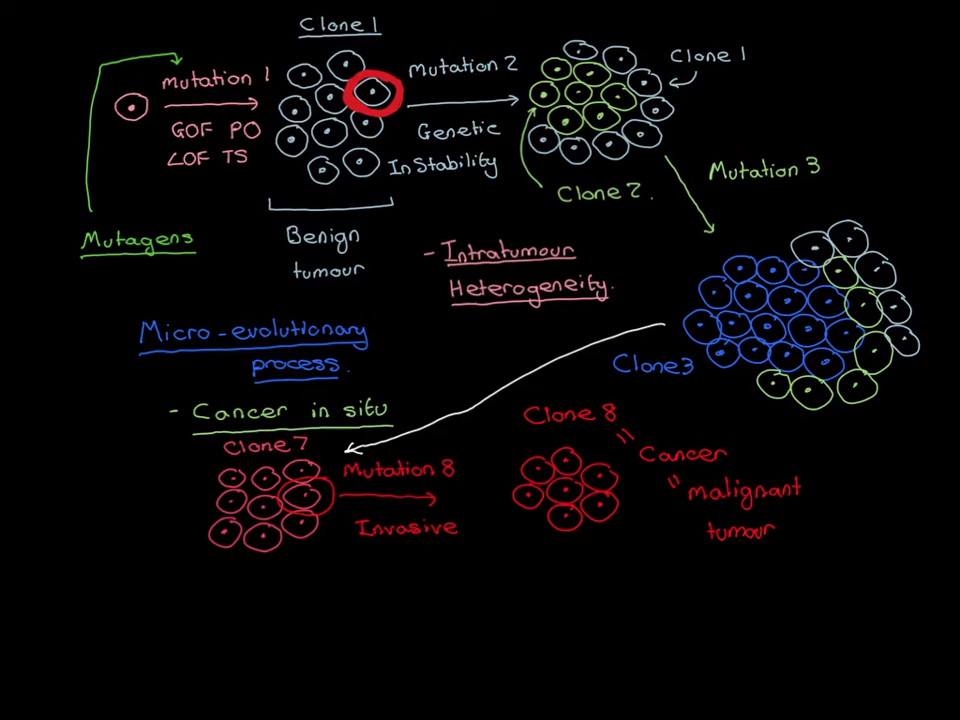 Clone 1
Mutation 1
GOF PO
LOF TS
Mutation 2
Genetic
InStability
Clone 1
Clone 2.
Mutation 3
Mutagens
Benign
tumour
- Intratumour
Heterogeneity.
Micro-evolutionary
process.
Clone3
- Cancer in situ
Clone 7
Mutation 8
Invasive
Clone 8
=
Cancer
=
malignant
tumour